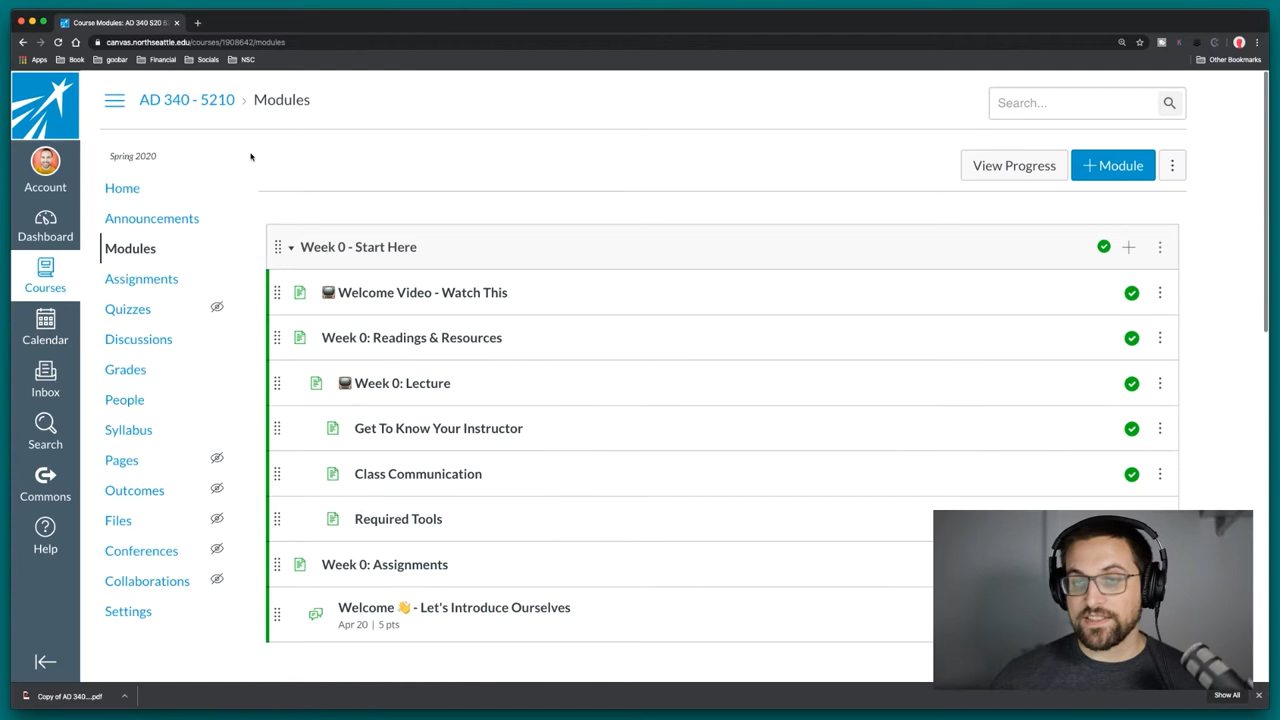 Course Modules: AD 340 S20 6
canvas.northseattle.edu/courses/1908642/modules
Apps Book goobar Financial Socials NSC Other Bookmarks
AD 340 - 5210 › Modules
Search...
Spring 2020
View Progress
+ Module
Account
Dashboard
Courses
Calendar
Inbox
Search
Commons
Help
Home
Announcements
Modules
Assignments
Quizzes
Discussions
Grades
People
Syllabus
Pages
Outcomes
Files
Conferences
Collaborations
Settings
Week 0 - Start Here
📺 Welcome Video - Watch This
Week 0: Readings & Resources
📺 Week 0: Lecture
Get To Know Your Instructor
Class Communication
Required Tools
Week 0: Assignments
Welcome 👋 - Let's Introduce Ourselves
Apr 20 | 5 pts
Copy of AD 340....pdf
Show All